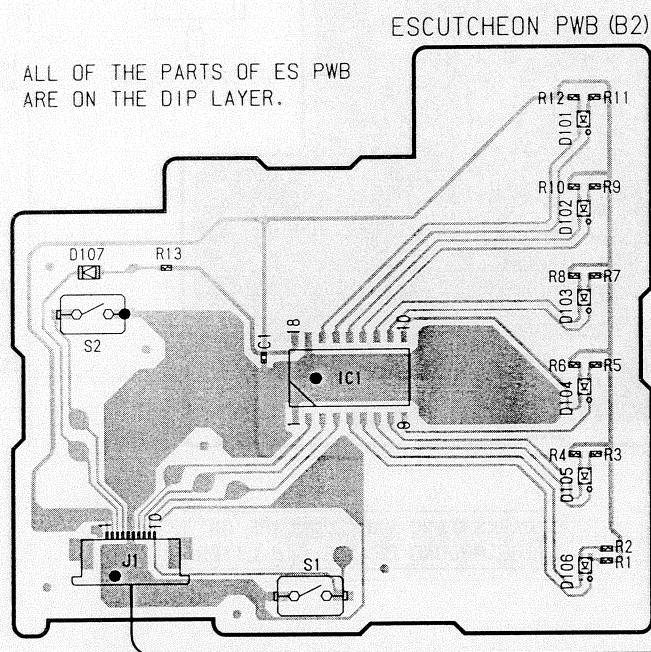 ESCUTCHEON PWB (B2)
ALL OF THE PARTS OF ES PWB
ARE ON THE DIP LAYER.
R12 R11
D101
R10 R9
D102
D107 R13
R8 R7
D103
S2
C1
18
10
IC1
R6 R5
D104
1
9
R4 R3
D105
1
10
J1
S1
R2
R1
D106